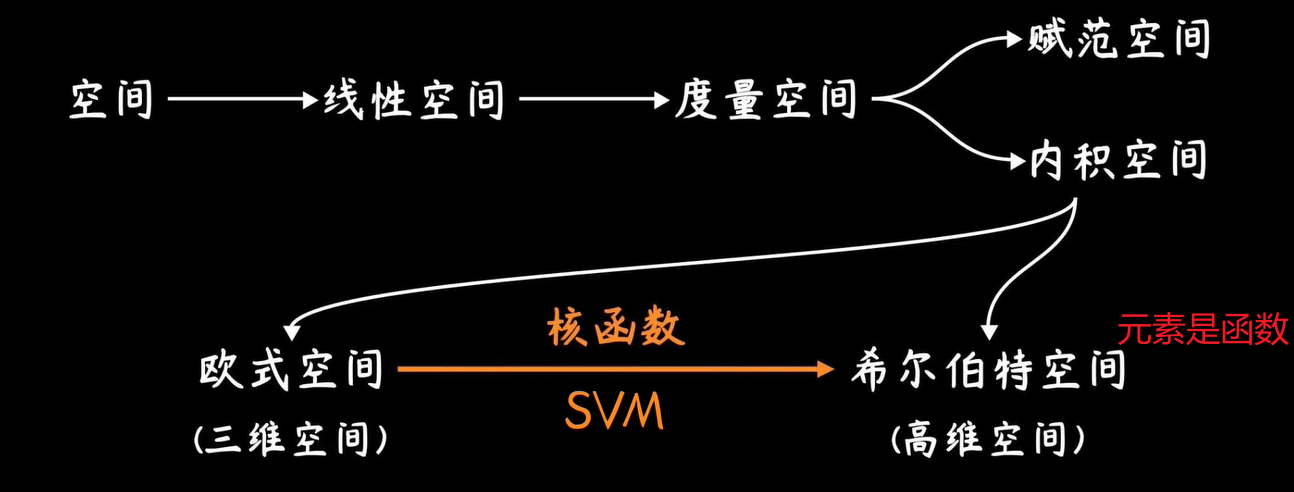 赋范空间
空间 线性空间 度量空间
内积空间
核函数
元素是函数
欧式空间 希尔伯特空间
SVM
(三维空间) (高维空间)